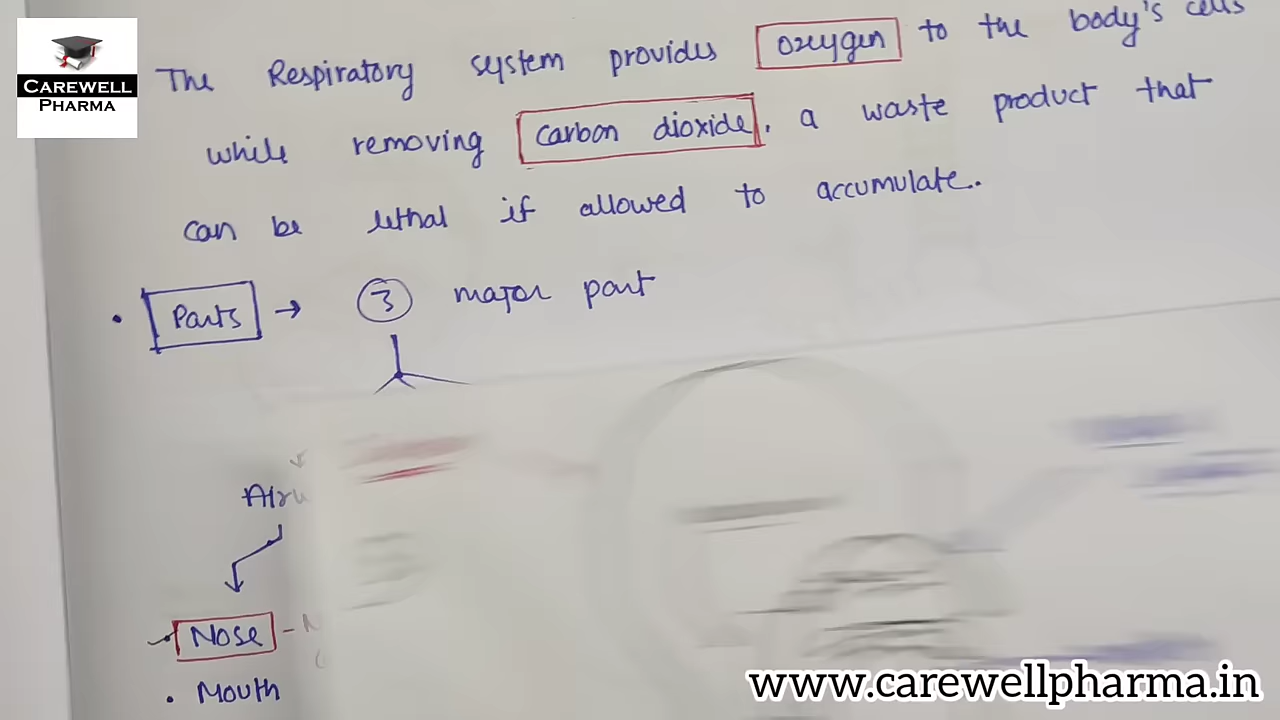 CAREWELL
PHARMA
The Respiratory system provides oxygen to the body's cells
while removing carbon dioxide, a waste product that
can be lethal if allowed to accumulate.
• Parts → 3 major part
Nose -
• Mouth
www.carewellpharma.in